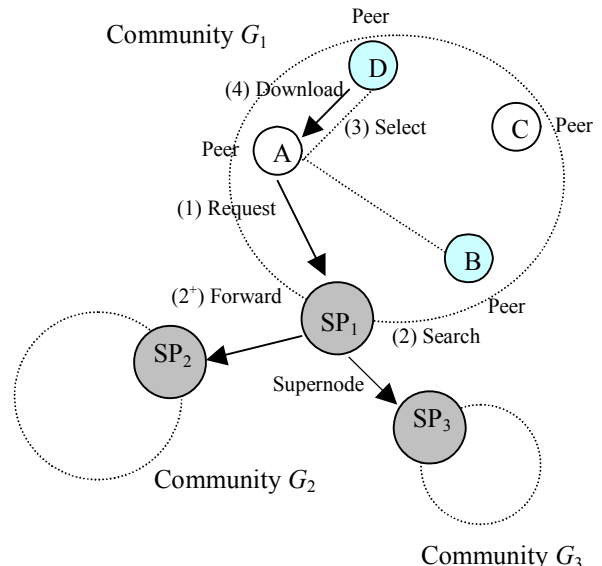 Peer
Community G1
D
(4) Download
(3) Select
C
Peer
Peer
A
(1) Request
B
Peer
(2+) Forward
SP1
(2) Search
SP2
Supernode
SP3
Community G2
Community G3